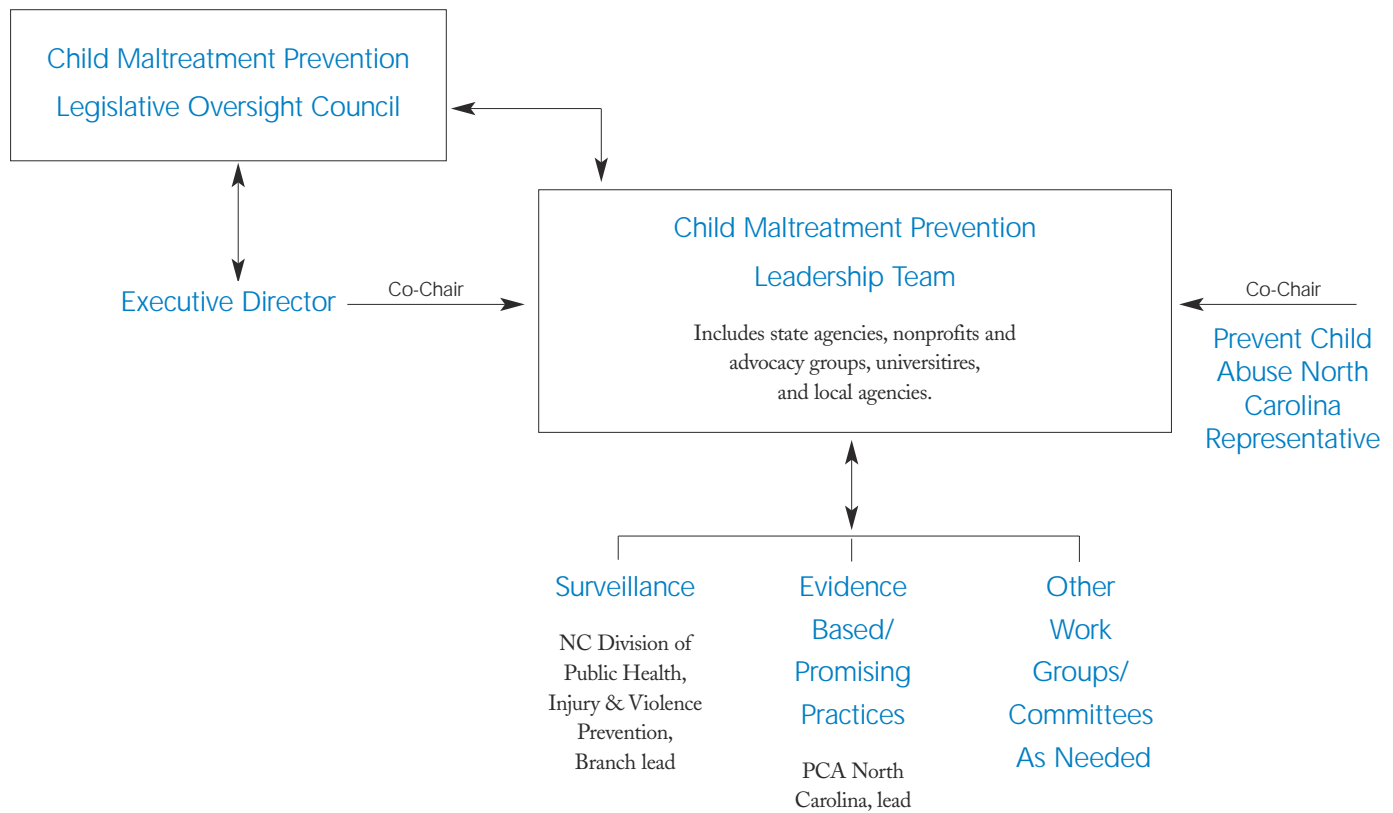 Child Maltreatment Prevention
Legislative Oversight Council
Child Maltreatment Prevention
Leadership Team
Includes state agencies, nonprofits and
advocacy groups, universitires,
and local agencies.
Executive Director
Co-Chair
Co-Chair
Prevent Child
Abuse North
Carolina
Representative
Surveillance
NC Division of
Public Health,
Injury & Violence
Prevention,
Branch lead
Evidence
Based/
Promising
Practices
PCA North
Carolina, lead
Other
Work
Groups/
Committees
As Needed